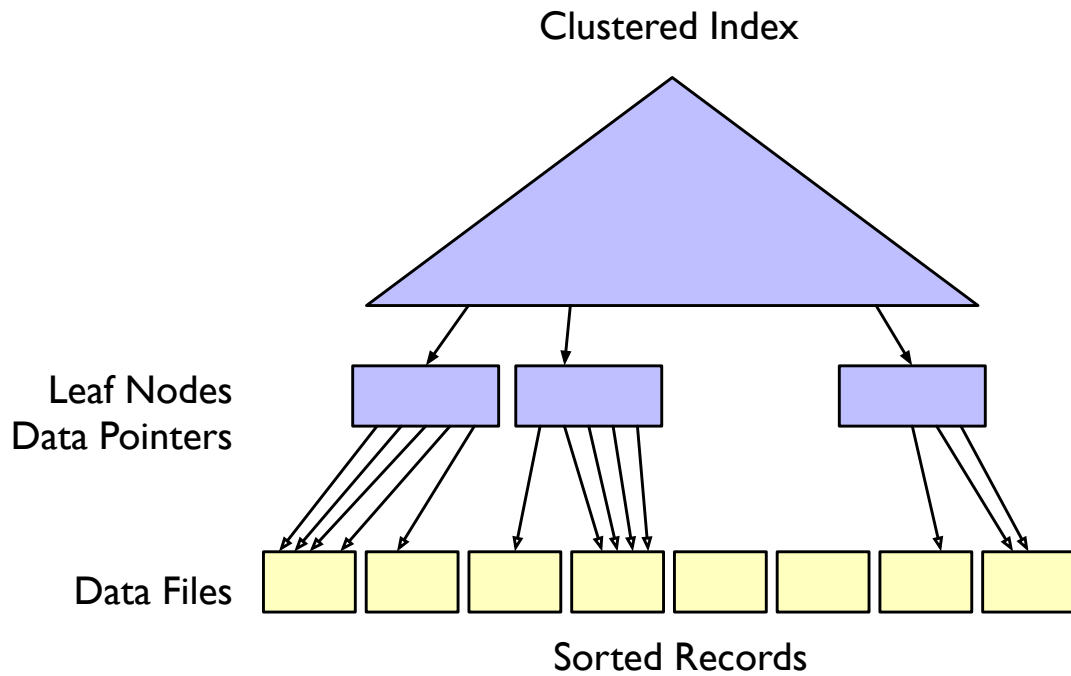 Clustered Index
Leaf Nodes
Data Pointers
Data Files
Sorted Records